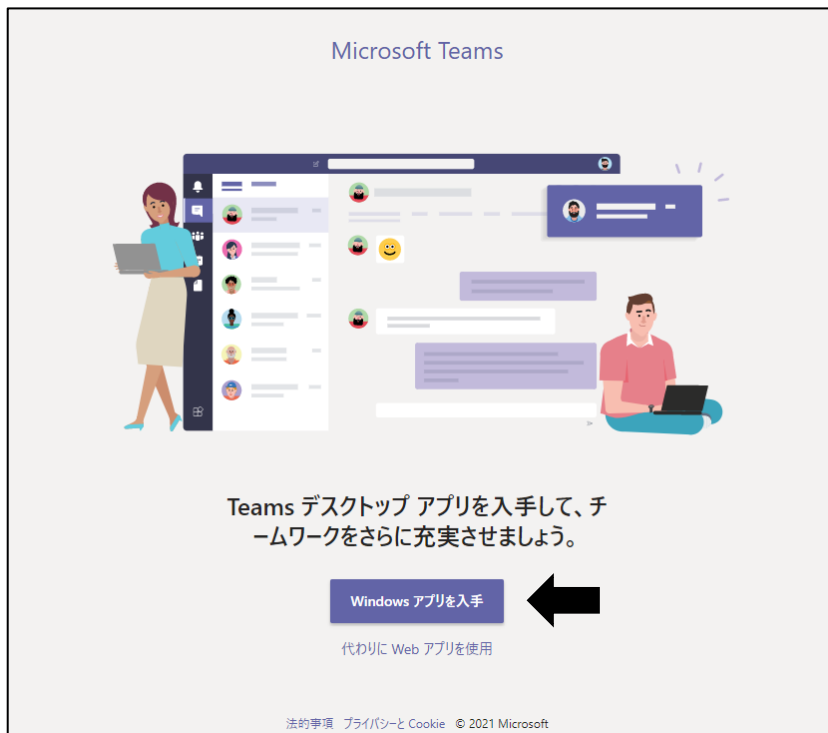 Microsoft Teams
Teams デスクトップ アプリを入手して、チ
ームワークをさらに充実させましょう。
Windows アプリを入手
代わりに Web アプリを使用
法的事項 プライバシーと Cookie © 2021 Microsoft